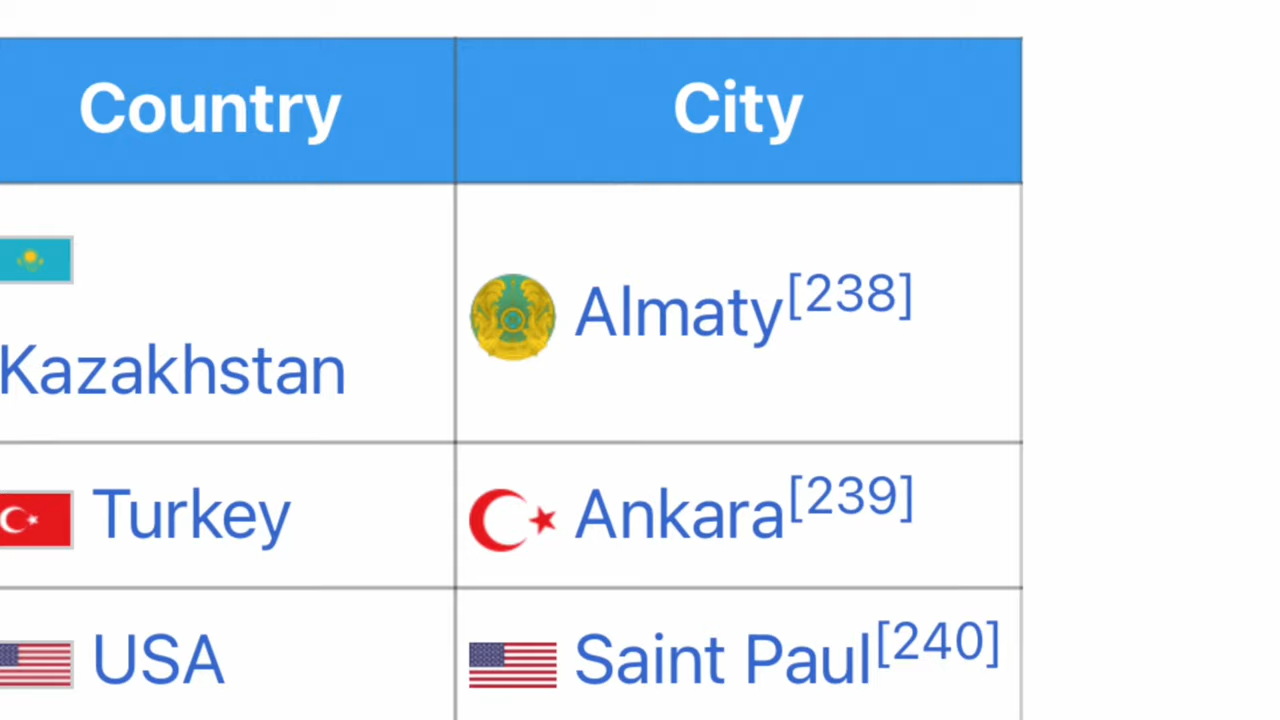 Country City
Almaty[238]
Kazakhstan
Turkey Ankara[239]
USA Saint Paul[240]